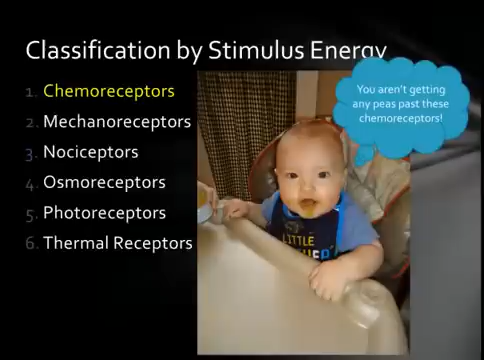 Classification by Stimulus Energy
1. Chemoreceptors
2. Mechanoreceptors
3. Nociceptors
4. Osmoreceptors
5. Photoreceptors
6. Thermal Receptors
You aren't getting
any peas past these
chemoreceptors!
LITTLE